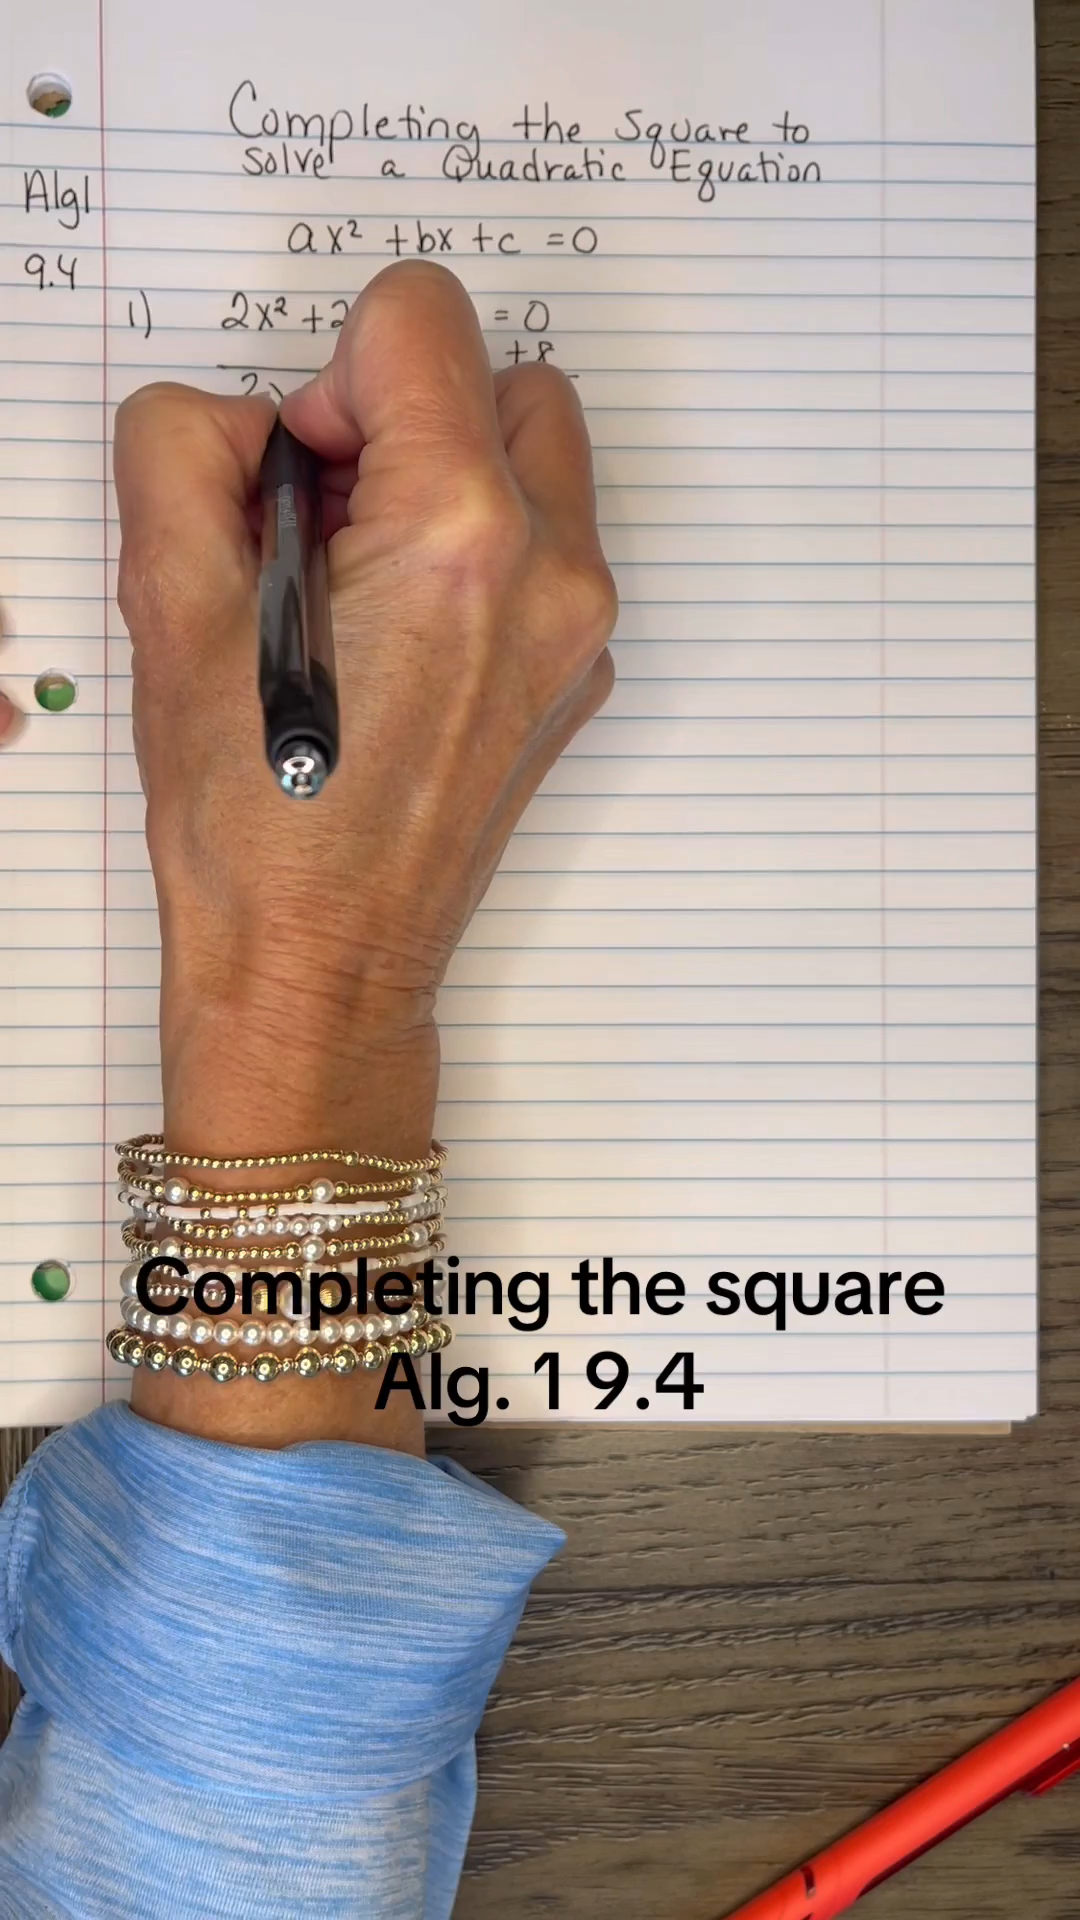 Completing the Square to
solve a Quadratic Equation
Alg1
ax² + bx + c = 0
9.4
1) 2x² + 2 = 0
+8
2x
Completing the square
Alg. 1 9.4